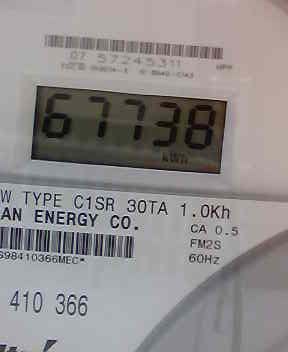 07 57245311
67738
kWh
W TYPE C1SR 30TA 1.0Kh
AN ENERGY CO.
CA 0.5
FM2S
S98410366MEC*
60Hz
410 366